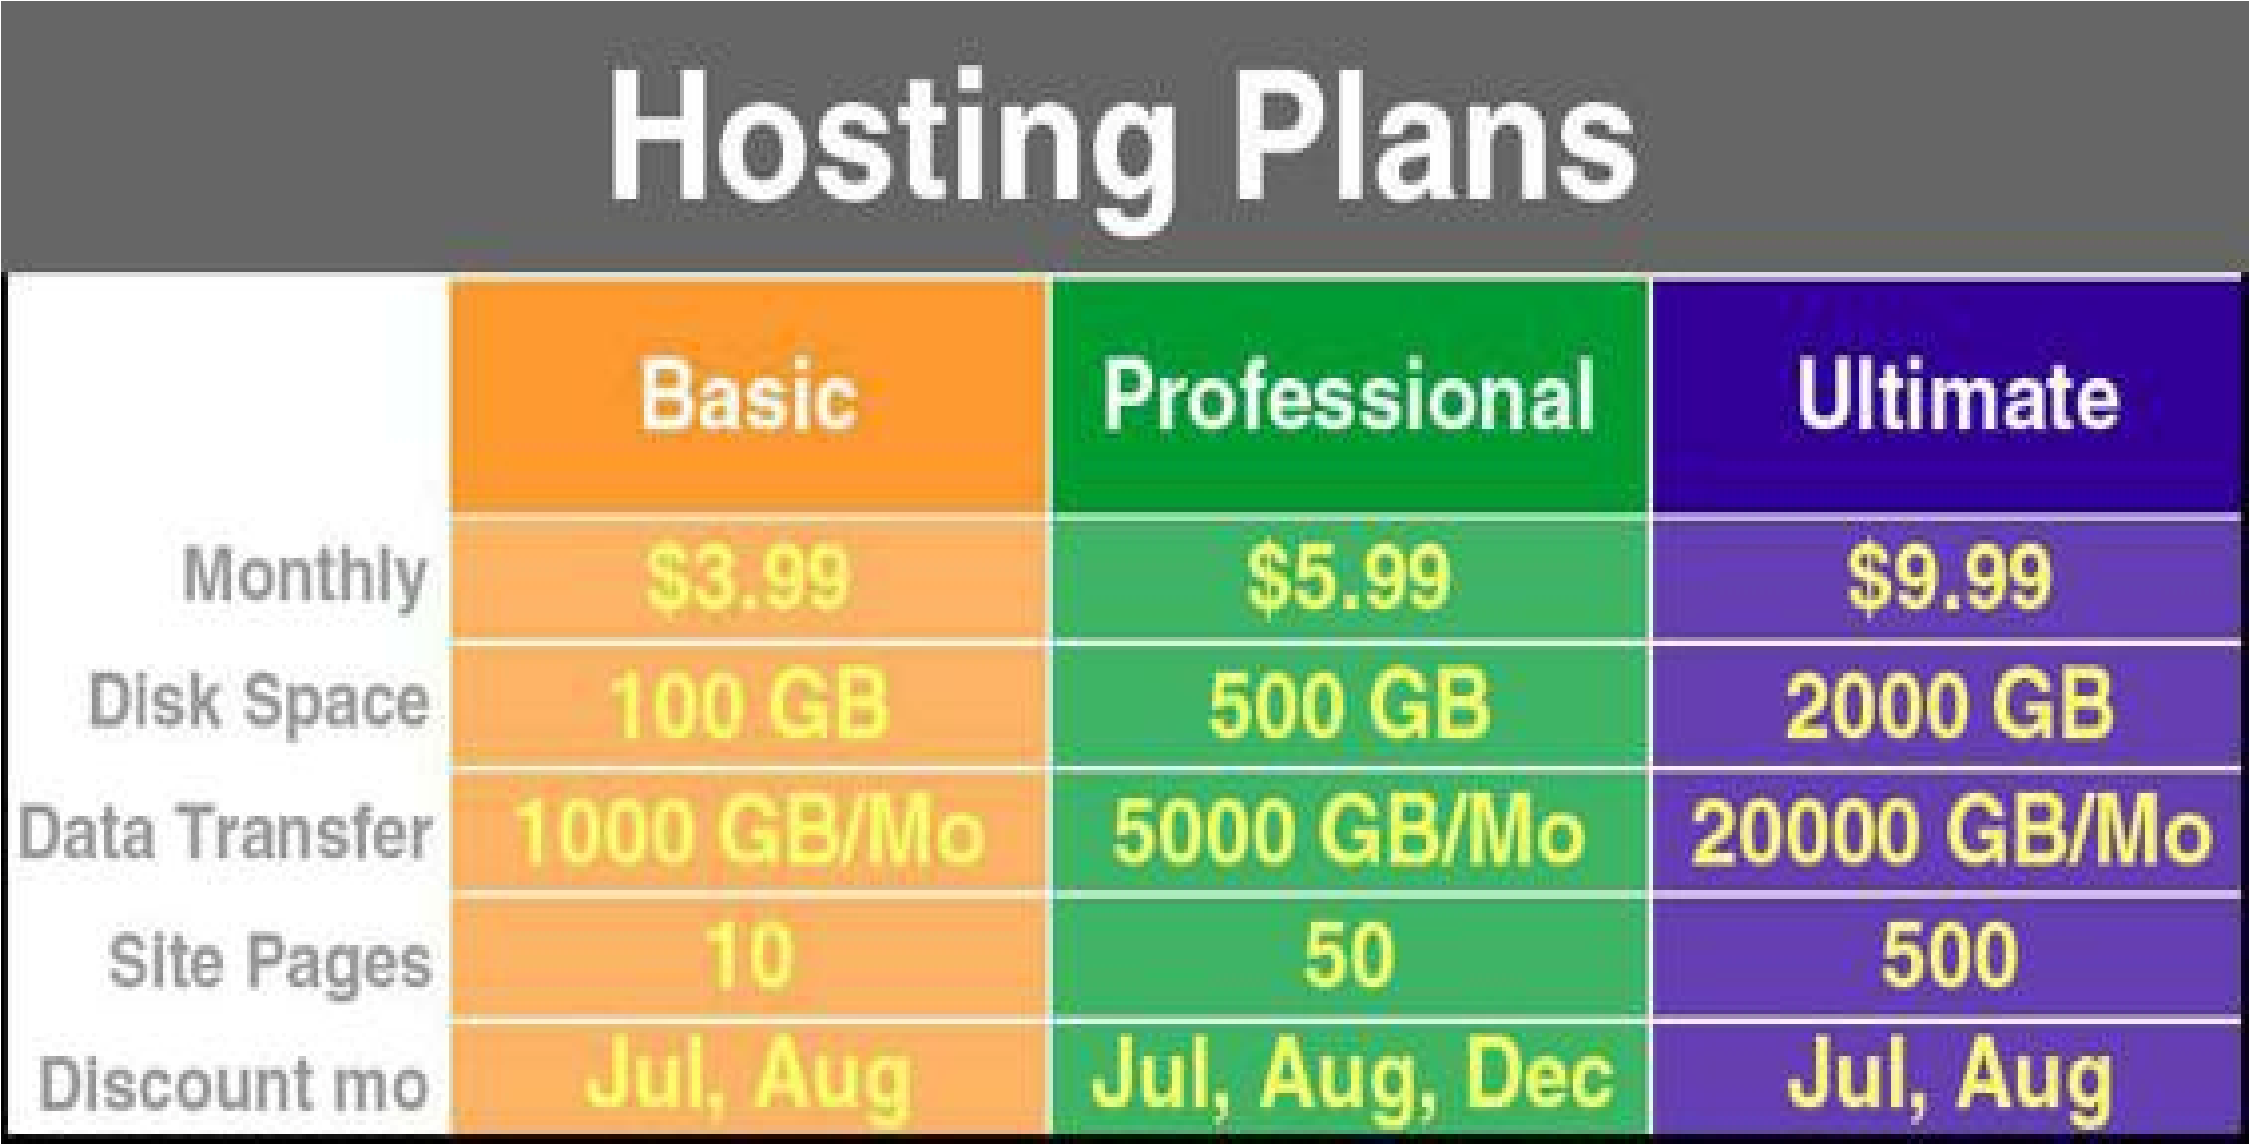 Hosting Plans
Basic Professional Ultimate
Monthly $3.99 $5.99 $9.99
Disk Space 100 GB 500 GB 2000 GB
Data Transfer 1000 GB/Mo 5000 GB/Mo 20000 GB/Mo
Site Pages 10 50 500
Discount mo Jul, Aug Jul, Aug, Dec Jul, Aug